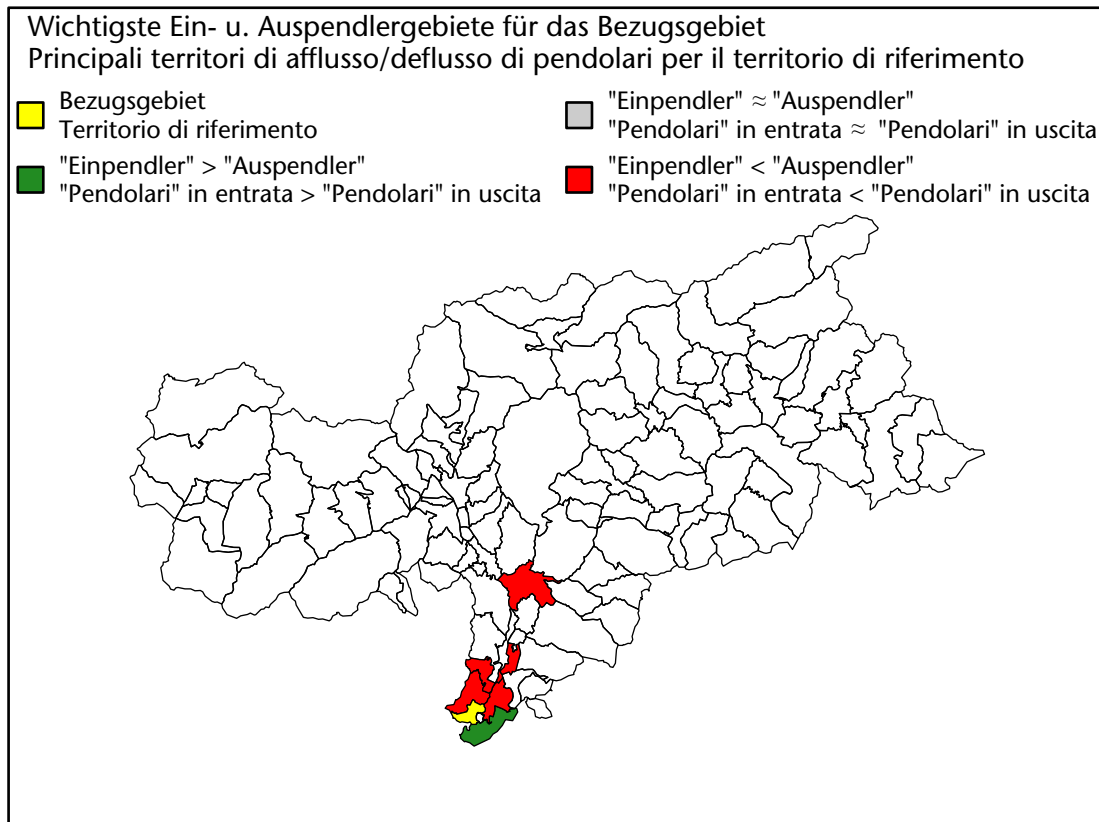 Wichtigste Ein- u. Auspendlergebiete für das Bezugsgebiet
Principali territori di afflusso/deflusso di pendolari per il territorio di riferimento
Bezugsgebiet
Territorio di riferimento
"Einpendler" > "Auspendler"
"Pendolari" in entrata > "Pendolari" in uscita
"Einpendler" ≈ "Auspendler"
"Pendolari" in entrata ≈ "Pendolari" in uscita
"Einpendler" < "Auspendler"
"Pendolari" in entrata < "Pendolari" in uscita